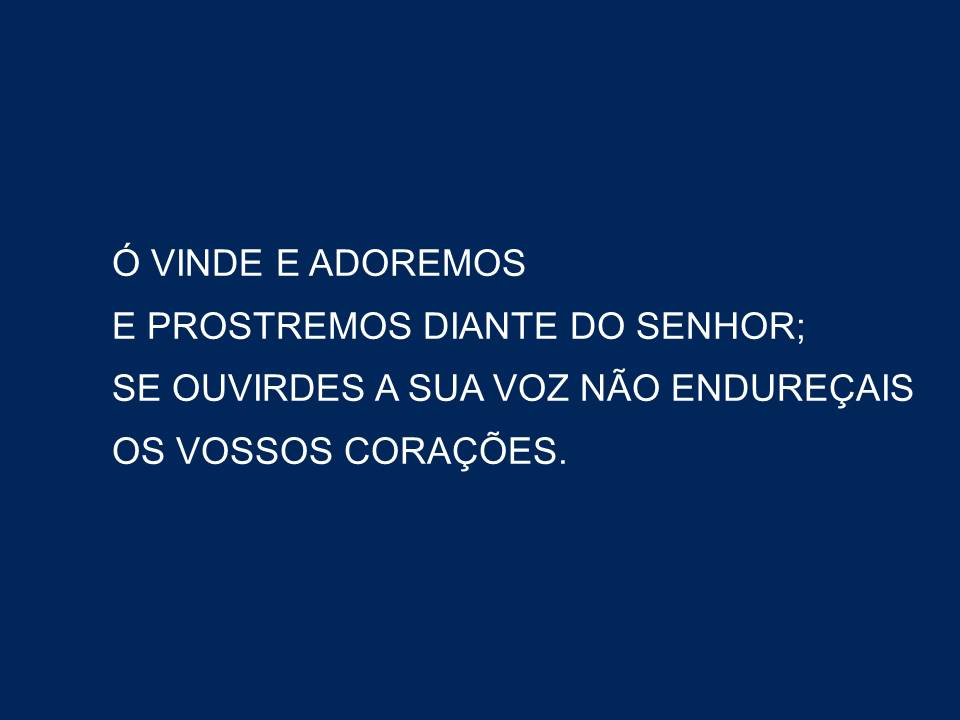 Ó VINDE E ADOREMOS
E PROSTREMOS DIANTE DO SENHOR;
SE OUVIRDES A SUA VOZ NÃO ENDUREÇAIS
OS VOSSOS CORAÇÕES.